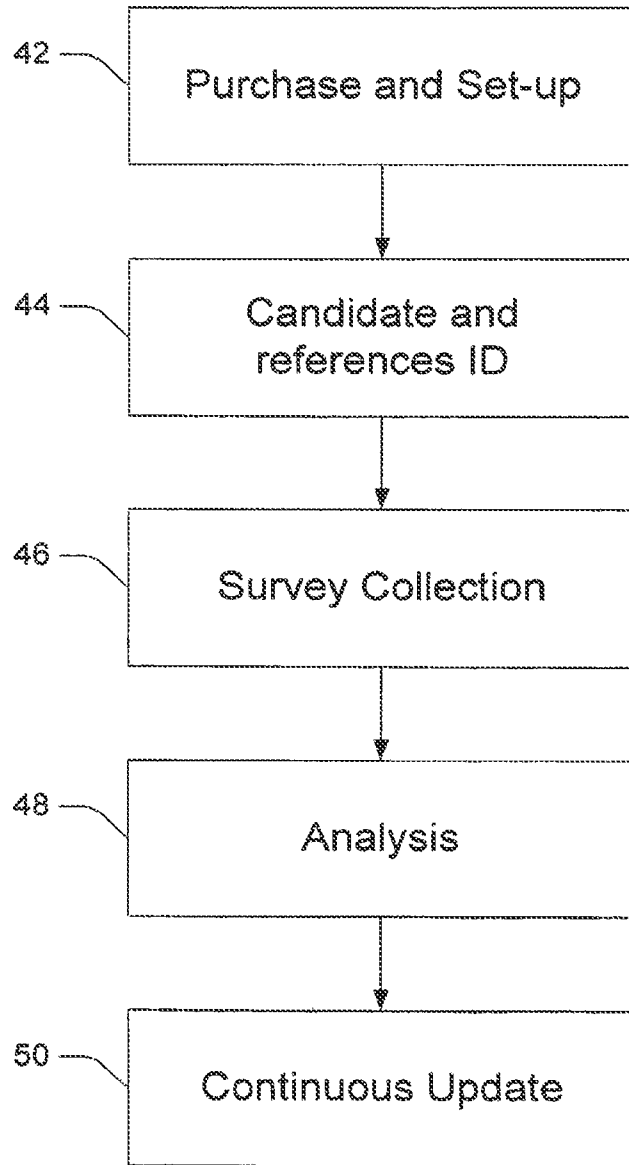 42
Purchase and Set-up
44
Candidate and
references ID
46
Survey Collection
48
Analysis
50
Continuous Update